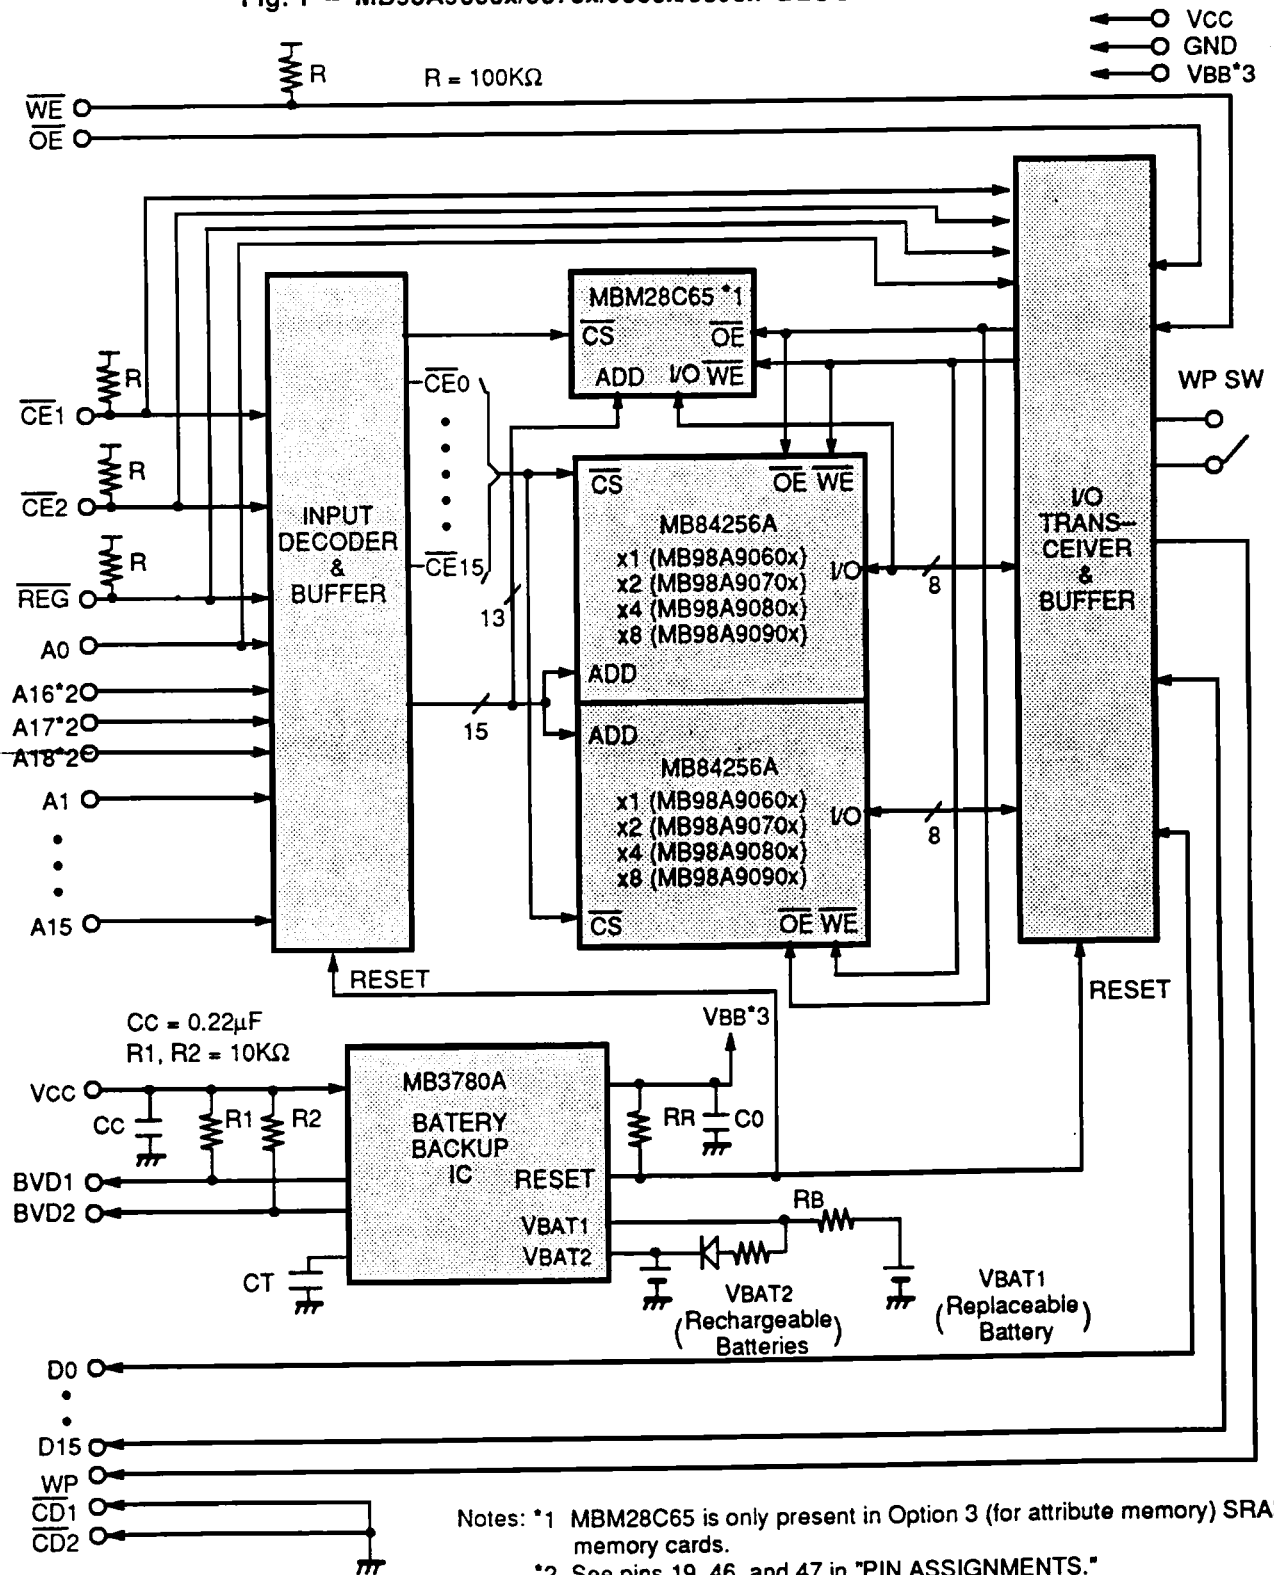 VCC
GND
VBB*3
R
R = 100KΩ
WE
OE
MBM28C65 *1
CS
OE
ADD
I/O
WE
R
CE1
CE0
WP SW
R
CE2
CS
OE WE
MB84256A
x1 (MB98A9060x)
x2 (MB98A9070x)
x4 (MB98A9080x)
x8 (MB98A9090x)
I/O
8
ADD
INPUT
DECODER
&
BUFFER
I/O
TRANS-
CEIVER
&
BUFFER
CE15
R
REG
13
A0
A16*2
A17*2
A18*2
15
ADD
MB84256A
x1 (MB98A9060x)
x2 (MB98A9070x)
x4 (MB98A9080x)
x8 (MB98A9090x)
I/O
8
A1
A15
CS
OE WE
RESET
RESET
CC = 0.22µF
R1, R2 = 10KΩ
VBB*3
VCC
CC
R1
R2
MB3780A
BATERY
BACKUP
IC
RR
C0
BVD1
RESET
BVD2
VBAT1
RB
VBAT2
CT
VBAT2
(Rechargeable)
Batteries
VBAT1
(Replaceable)
Battery
D0
D15
WP
CD1
CD2
Notes: *1 MBM28C65 is only present in Option 3 (for attribute memory) SRA
memory cards.
*2 See pins 19, 46, and 47 in "PIN ASSIGNMENTS."